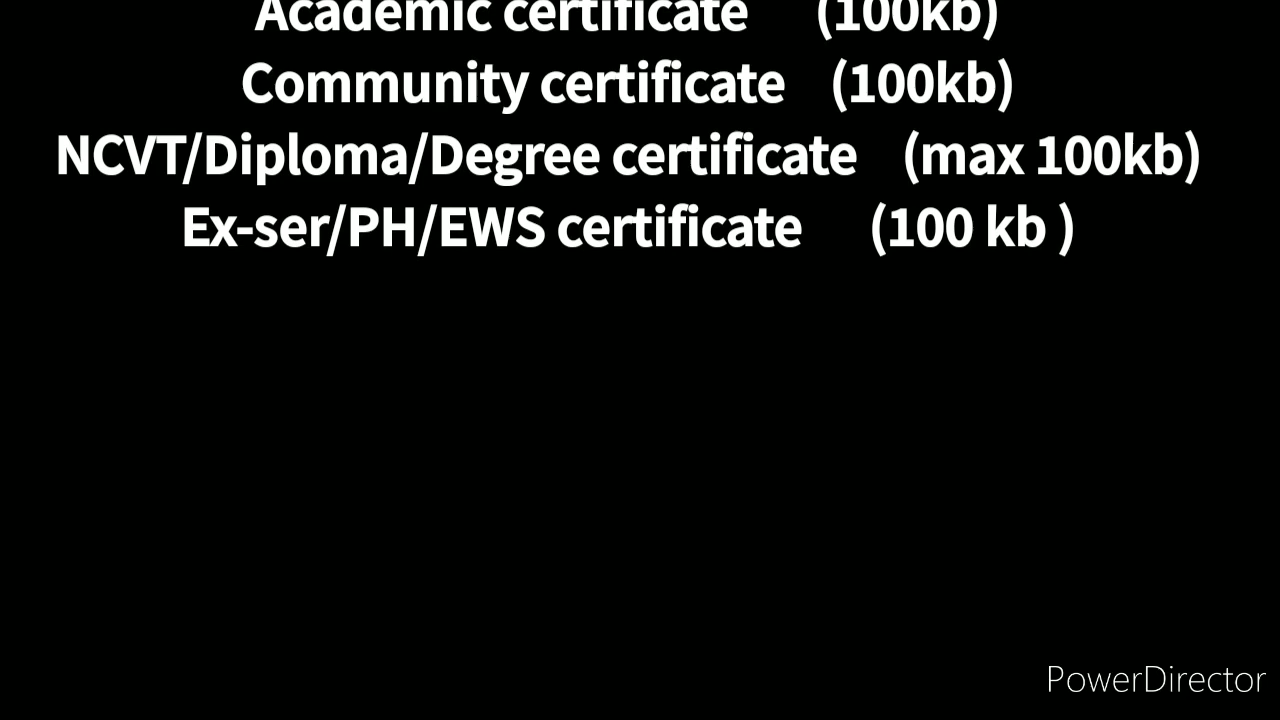 Academic certificate (100kb)
Community certificate (100kb)
NCVT/Diploma/Degree certificate (max 100kb)
Ex-ser/PH/EWS certificate (100 kb )
PowerDirector